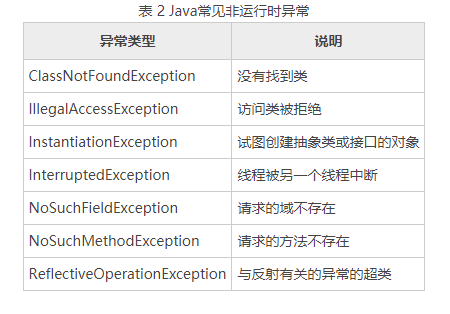 表 2 Java常见非运行时异常
异常类型 说明
ClassNotFoundException 没有找到类
IllegalAccessException 访问类被拒绝
InstantiationException 试图创建抽象类或接口的对象
InterruptedException 线程被另一个线程中断
NoSuchFieldException 请求的域不存在
NoSuchMethodException 请求的方法不存在
ReflectiveOperationException 与反射有关的异常的超类